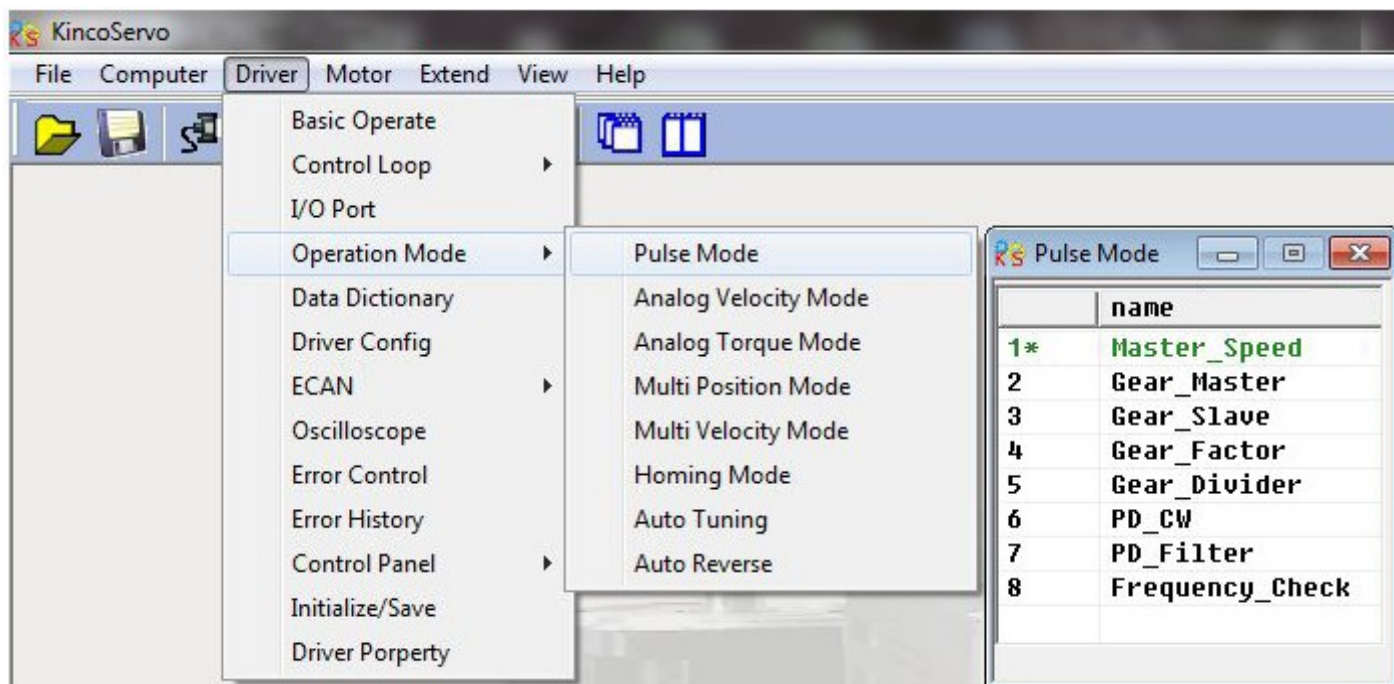 KincoServo
File Computer Driver Motor Extend View Help
Basic Operate
Control Loop
I/O Port
Operation Mode
Data Dictionary
Driver Config
ECAN
Oscilloscope
Error Control
Error History
Control Panel
Initialize/Save
Driver Porperty
Pulse Mode
Analog Velocity Mode
Analog Torque Mode
Multi Position Mode
Multi Velocity Mode
Homing Mode
Auto Tuning
Auto Reverse
Pulse Mode
name
1* Master_Speed
2 Gear_Master
3 Gear_Slave
4 Gear_Factor
5 Gear_Divider
6 PD_CW
7 PD_Filter
8 Frequency_Check